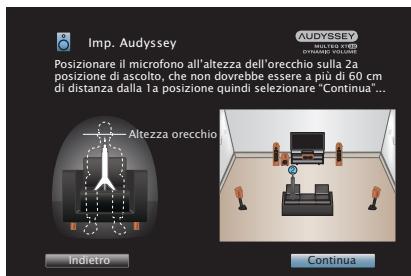 Imp. Audyssey
AUDYSSEY
MULTEQ XT32
DYNAMIC VOLUME
Posizionare il microfono all'altezza dell'orecchio sulla 2a
posizione di ascolto, che non dovrebbe essere a più di 60 cm
di distanza dalla 1a posizione quindi selezionare “Continua”...
Altezza orecchio
Indietro
Continua